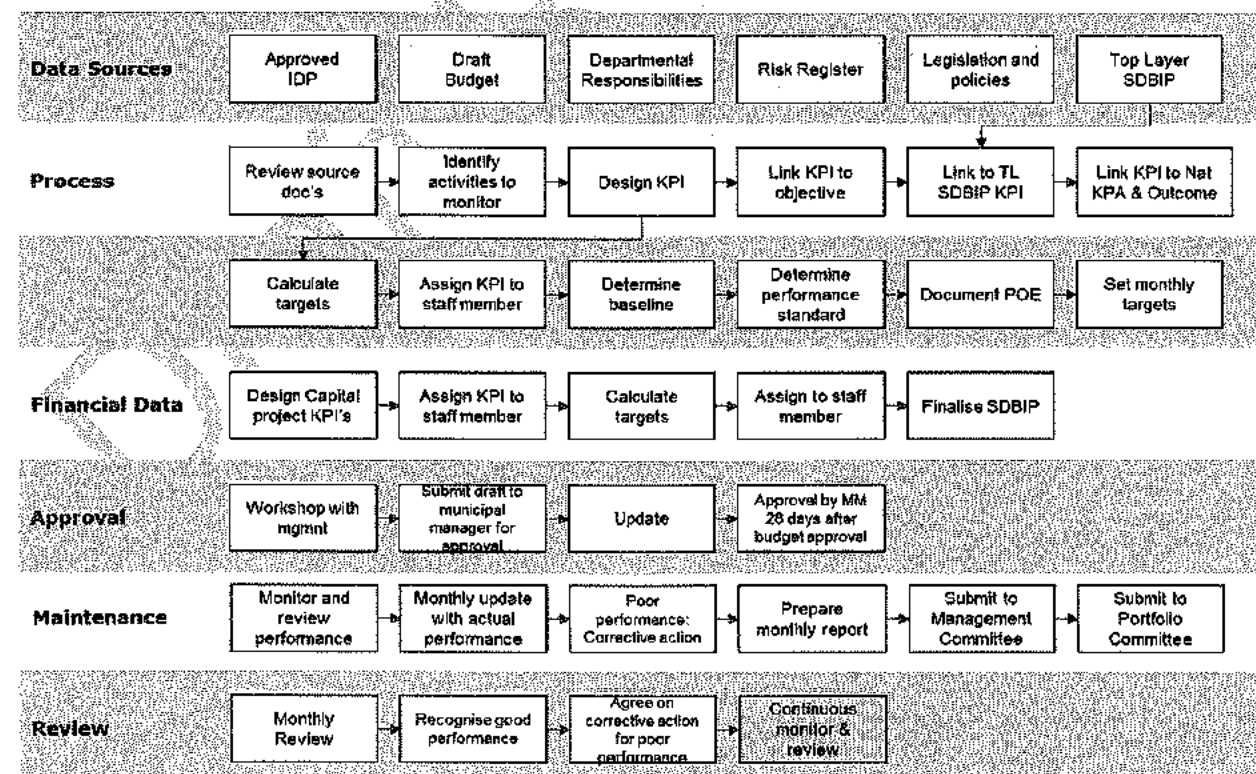 Data Sources
Approved
IDP
Draft
Budget
Departmental
Responsibilities
Risk Register
Legislation and
policies
Top Layer
SDBIP
Process
Review source
doc's
Identify
activities to
monitor
Design KPI
Link KPI to
objective
Link to TL
SDBIP KPI
Link KPI to Nat
KPA & Outcome
Calculate
targets
Assign KPI to
staff member
Determine
baseline
Determine
performance
standard
Document POE
Set monthly
targets
Financial Data
Design Capital
project KPI's
Assign KPI to
staff member
Calculate
targets
Assign to staff
member
Finalise SDBIP
Approval
Workshop with
mgmnt
Submit draft to
municipal
manager for
approval
Update
Approval by MM
28 days after
budget approval
Maintenance
Monitor and
review
performance
Monthly update
with actual
performance
Poor
performance:
Corrective action
Prepare
monthly report
Submit to
Management
Committee
Submit to
Portfolio
Committee
Review
Monthly
Review
Recognise good
performance
Agree on
corrective action
for poor
performance
Continuous
monitor &
review